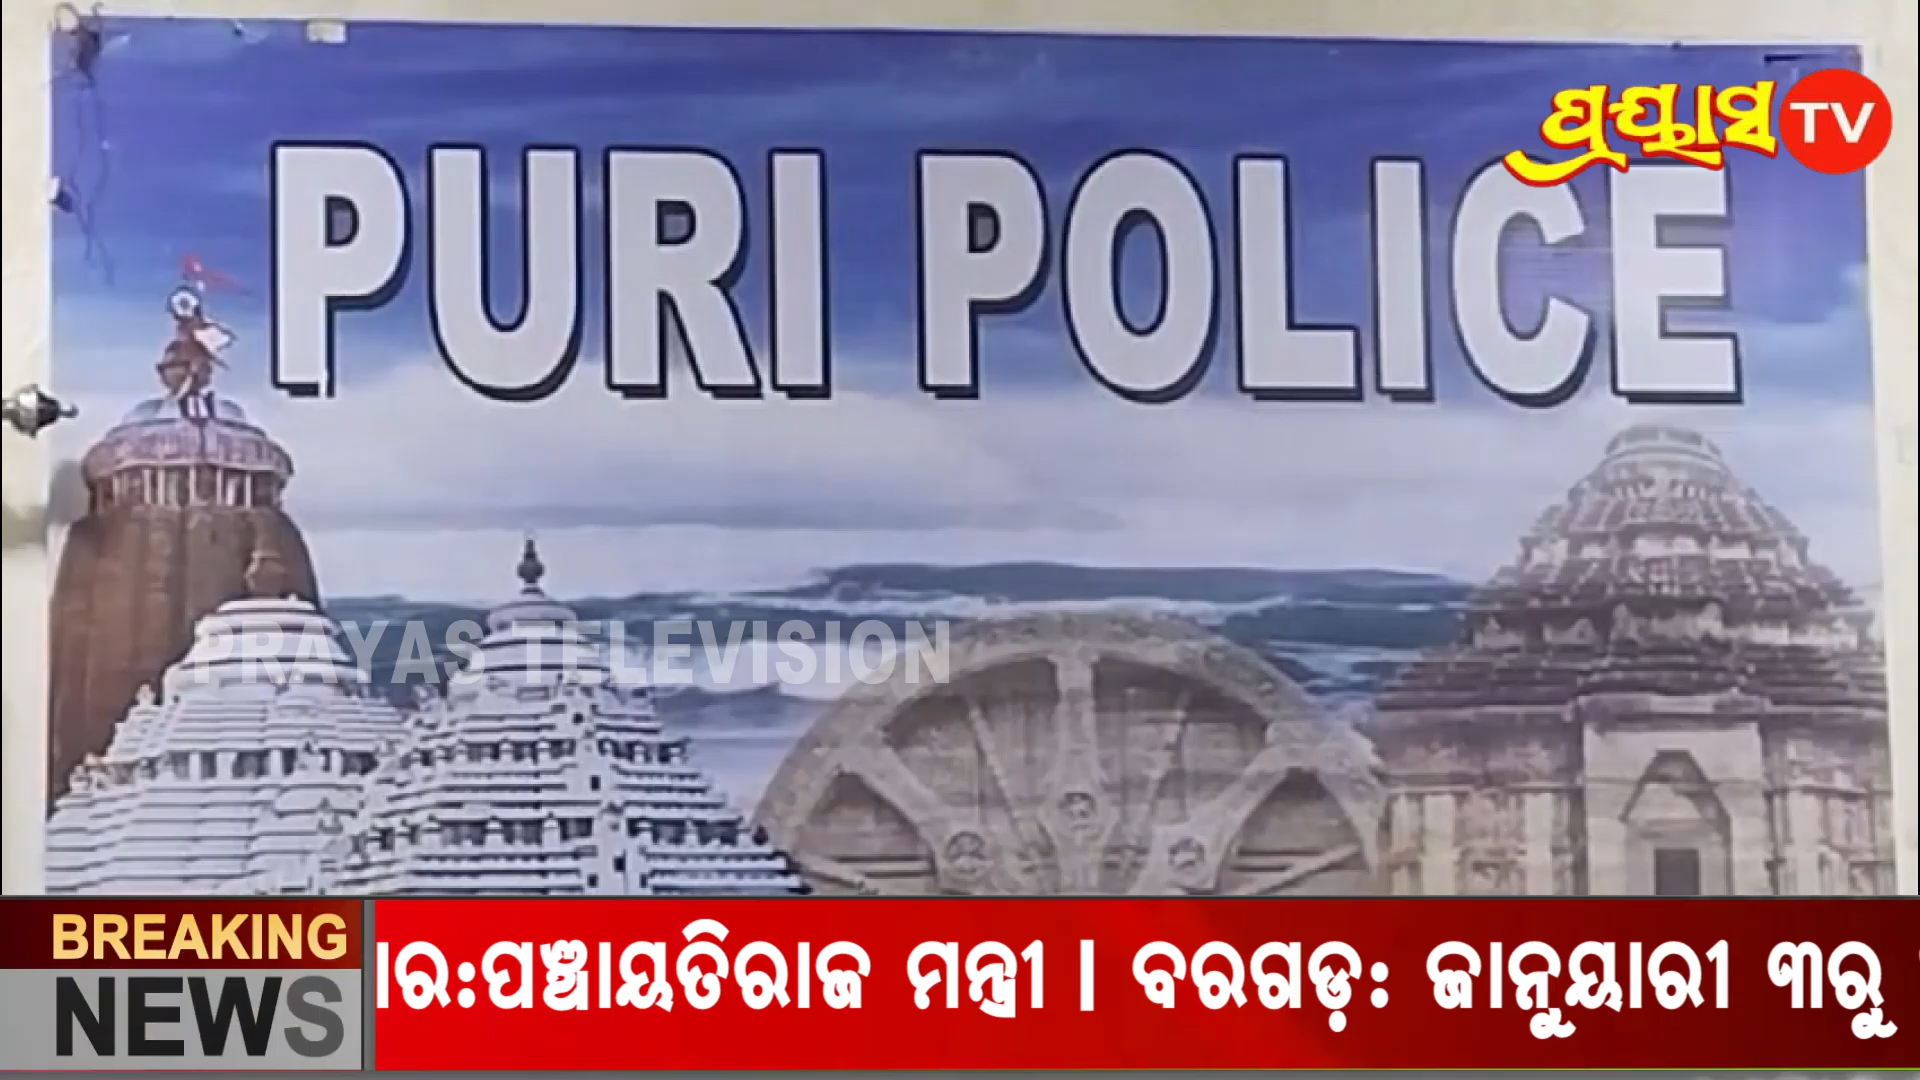 ପ୍ରୟାସ TV
PURI POLICE
PRAYAS TELEVISION
BREAKING
NEWS
ାର:ପଞ୍ଚାୟତିରାଜ ମନ୍ତ୍ରୀ | ବରଗଡ଼: ଜାନୁୟାରୀ ୩ରୁ